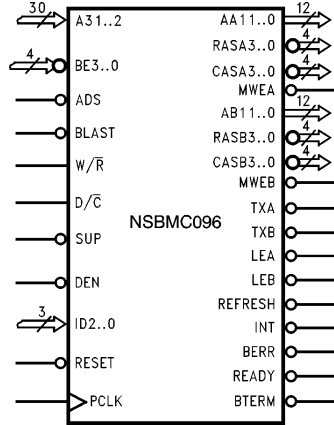 30
A31..2
AA11..0
12
RASA3..0
4
4
BE3..0
CASA3..0
4
MWEA
ADS
AB11..0
12
BLAST
RASB3..0
4
W/R̅
CASB3..0
4
MWEB
D/C̅
TXA
NSBMC096
SUP
TXB
LEA
DEN
LEB
REFRESH
3
ID2..0
INT
BERR
RESET
READY
PCLK
BTERM